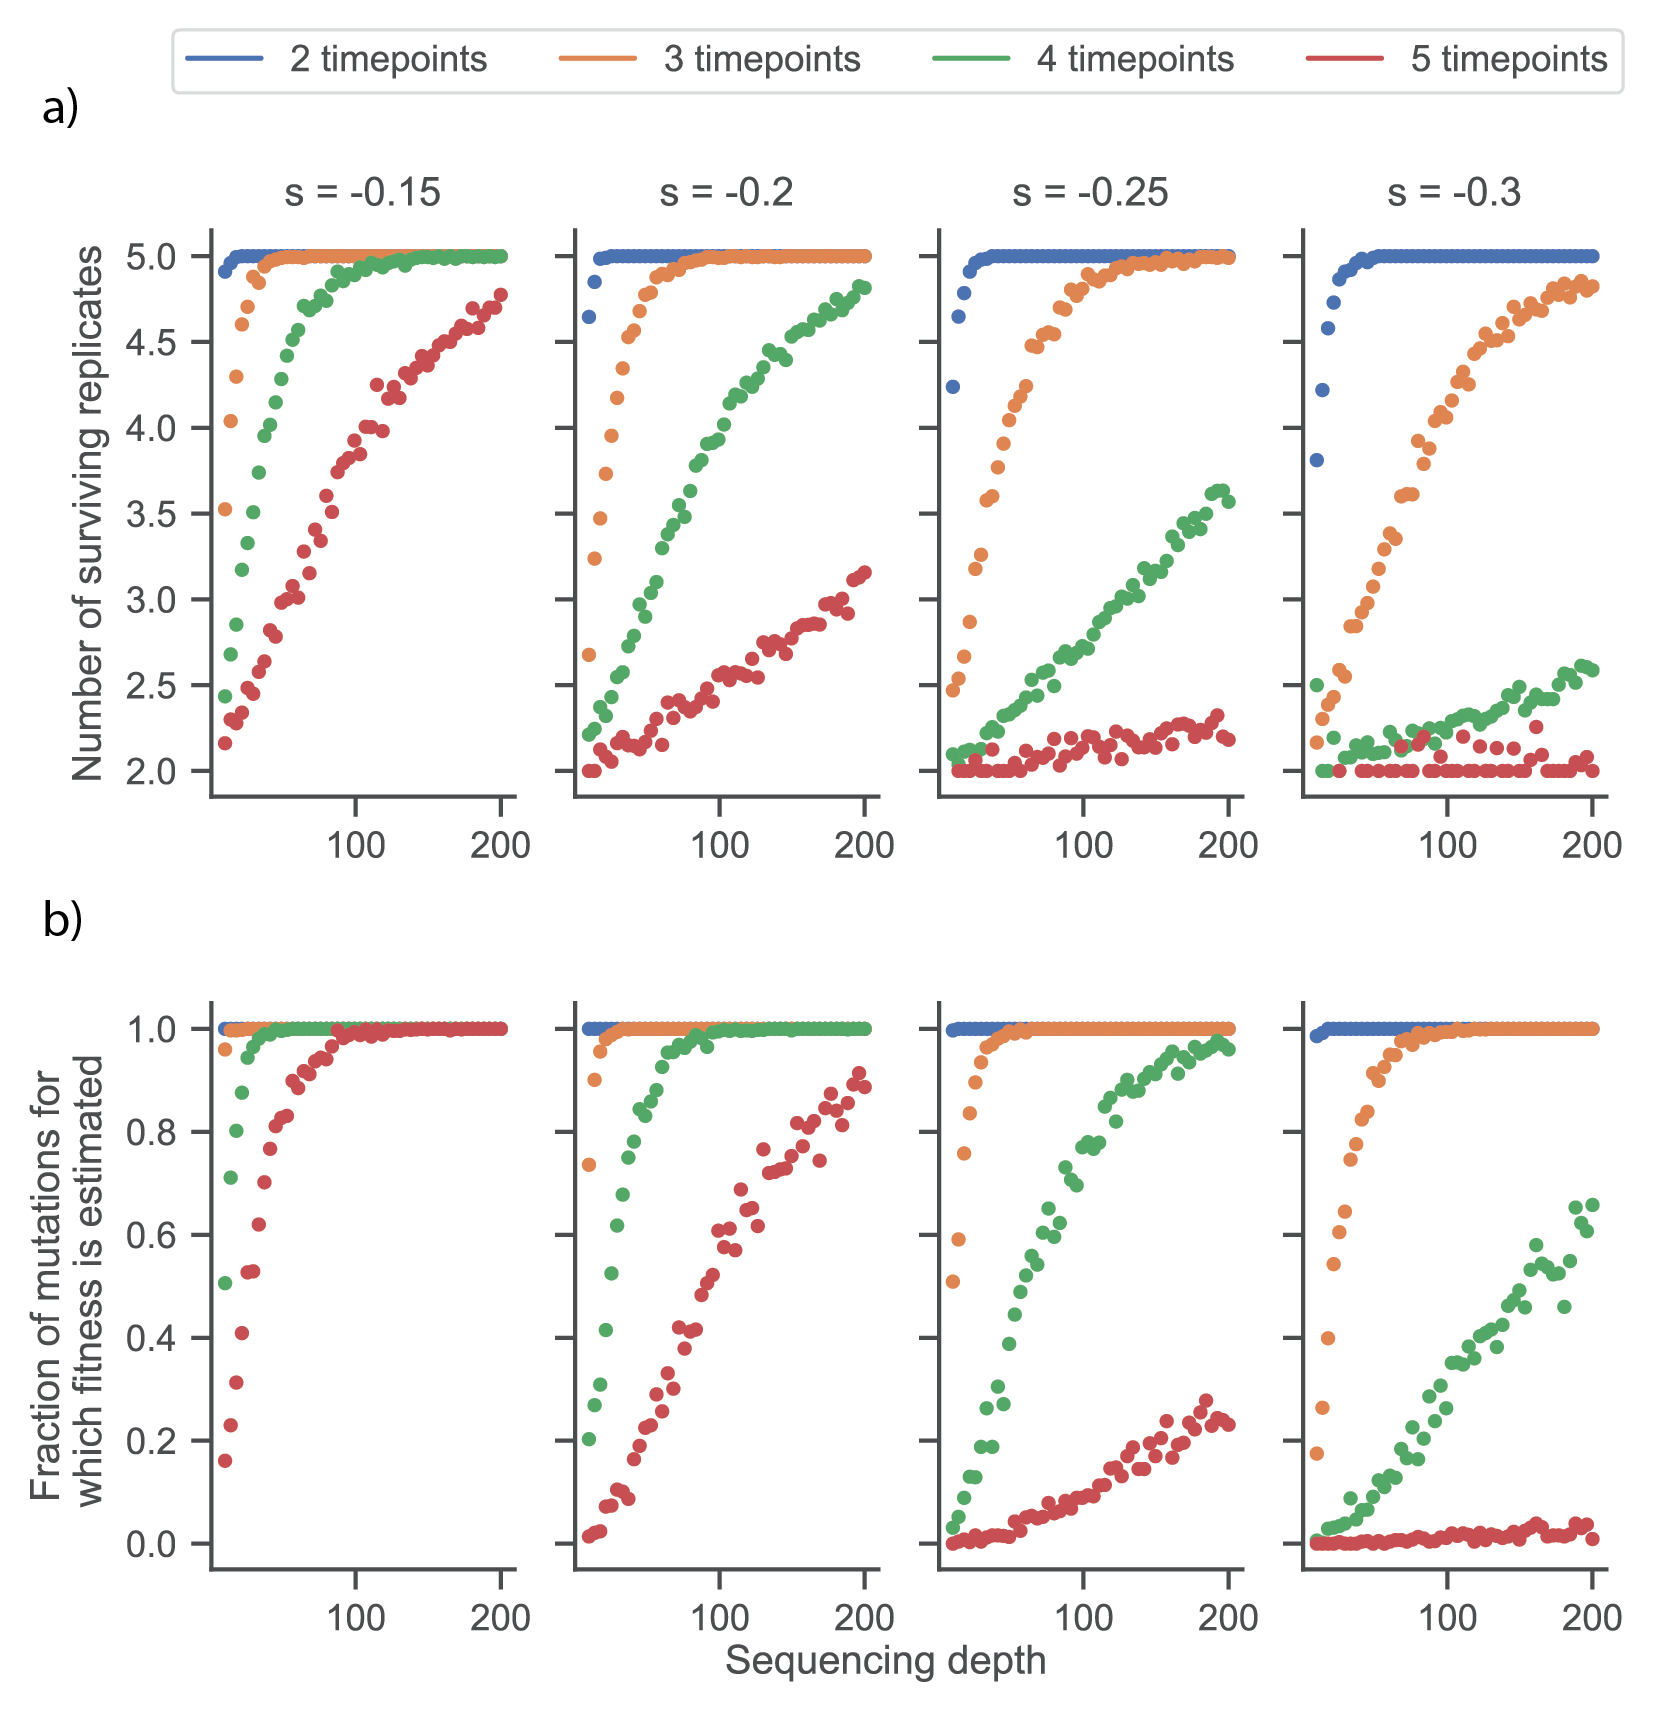 2 timepoints 3 timepoints 4 timepoints 5 timepoints
a)
s = -0.15 s = -0.2 s = -0.25 s = -0.3
Number of surviving replicates
5.0
4.5
4.0
3.5
3.0
2.5
2.0
100 200 100 200 100 200 100 200
b)
Fraction of mutations for
which fitness is estimated
1.0
0.8
0.6
0.4
0.2
0.0
100 200 100 200 100 200 100 200
Sequencing depth